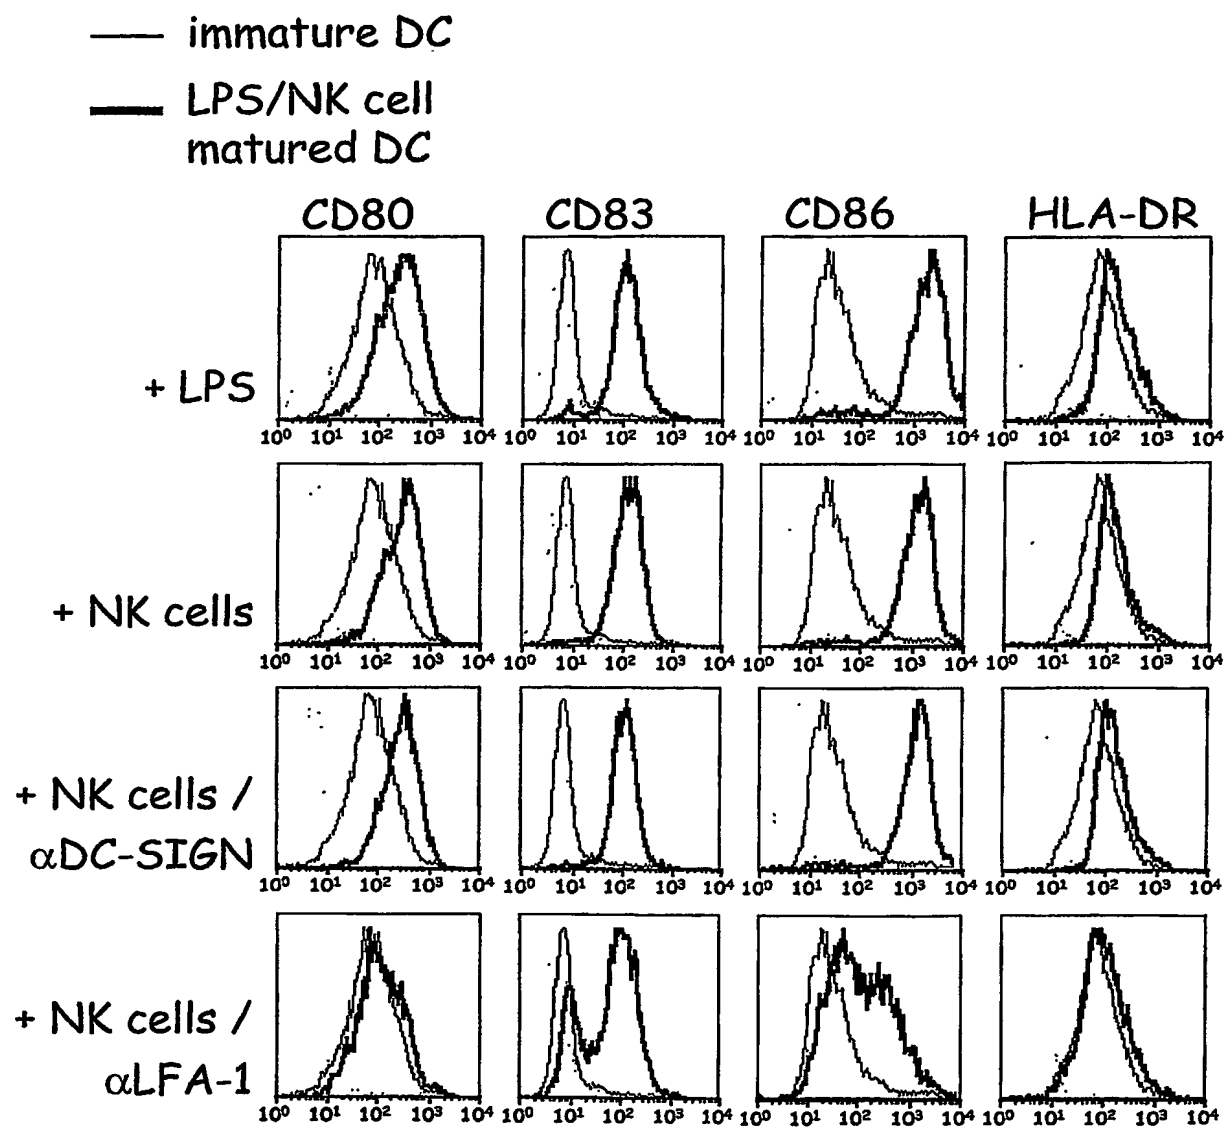 immature DC
LPS/NK cell
matured DC
CD80 CD83 CD86 HLA-DR
+ LPS
10⁰ 10¹ 10² 10³ 10⁴ 10⁰ 10¹ 10² 10³ 10⁴ 10⁰ 10¹ 10² 10³ 10⁴ 10⁰ 10¹ 10² 10³ 10⁴
+ NK cells
10⁰ 10¹ 10² 10³ 10⁴ 10⁰ 10¹ 10² 10³ 10⁴ 10⁰ 10¹ 10² 10³ 10⁴ 10⁰ 10¹ 10² 10³ 10⁴
+ NK cells /
αDC-SIGN
10⁰ 10¹ 10² 10³ 10⁴ 10⁰ 10¹ 10² 10³ 10⁴ 10⁰ 10¹ 10² 10³ 10⁴ 10⁰ 10¹ 10² 10³ 10⁴
+ NK cells /
αLFA-1
10⁰ 10¹ 10² 10³ 10⁴ 10⁰ 10¹ 10² 10³ 10⁴ 10⁰ 10¹ 10² 10³ 10⁴ 10⁰ 10¹ 10² 10³ 10⁴